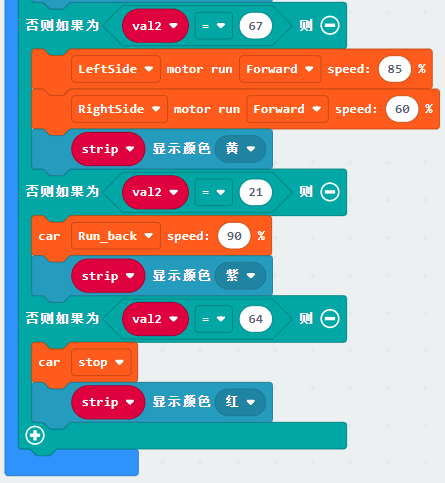 否则如果为 val2 = 67 则
LeftSide motor run Forward speed: 85 %
RightSide motor run Forward speed: 60 %
strip 显示颜色 黄
否则如果为 val2 = 21 则
car Run_back speed: 90 %
strip 显示颜色 紫
否则如果为 val2 = 64 则
car stop
strip 显示颜色 红